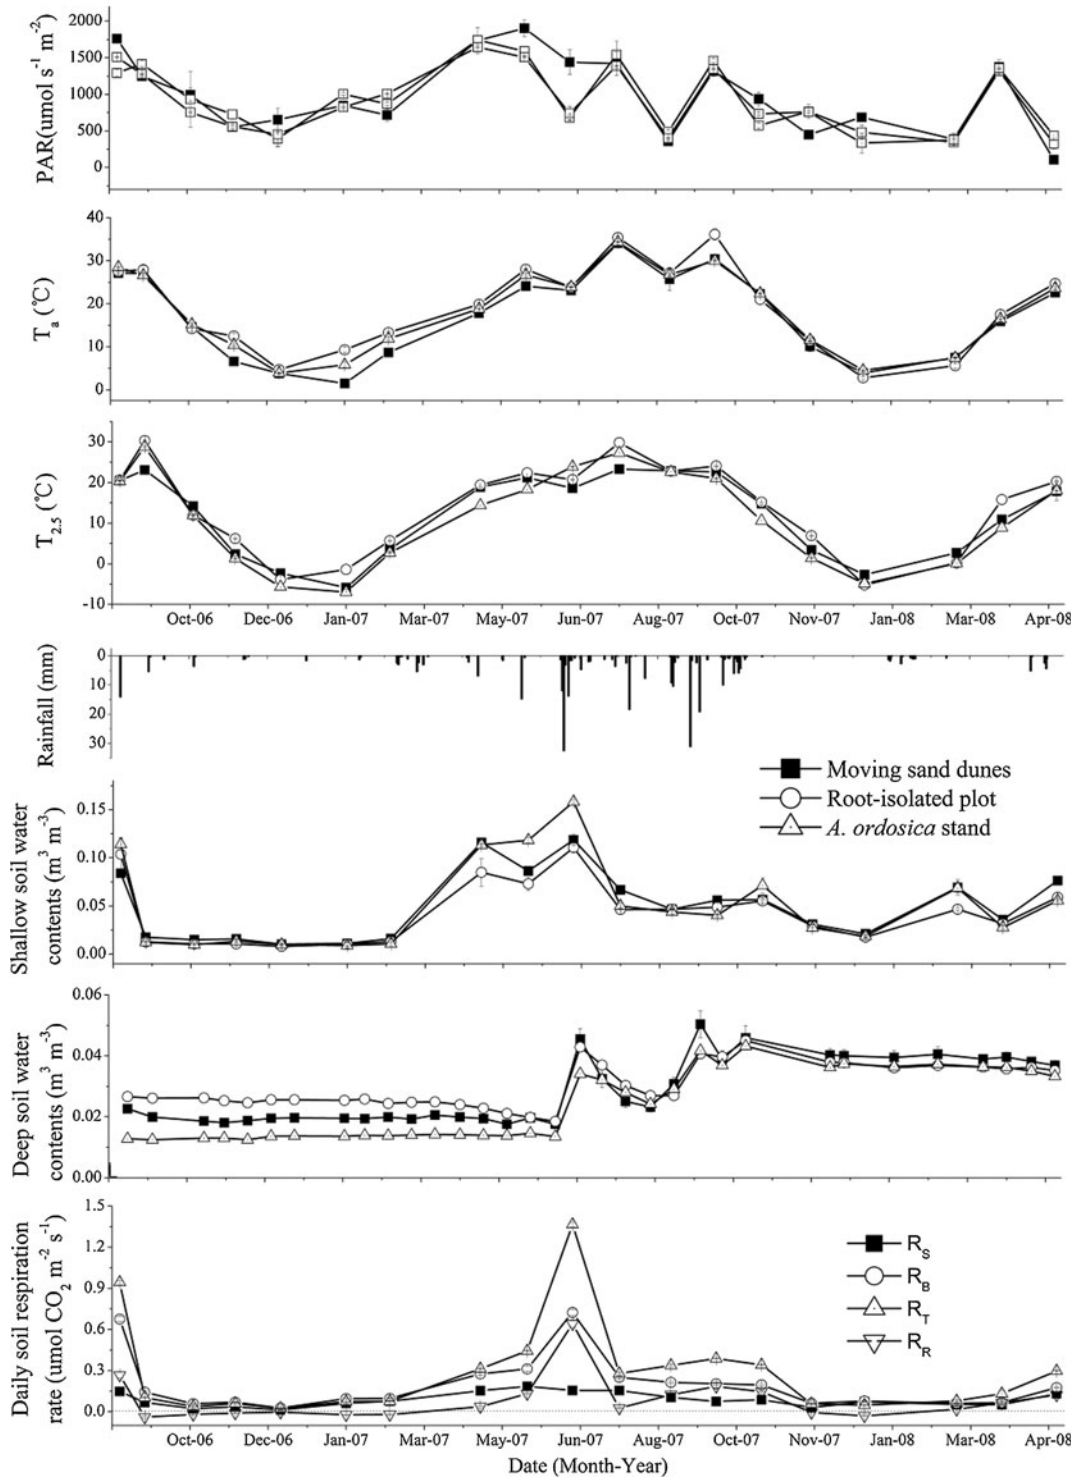 PAR(umol s⁻¹ m⁻²)
2000
1500
1000
500
0
Tₐ (°C)
40
30
20
10
0
T₂.₅ (°C)
30
20
10
0
-10
Oct-06 Dec-06 Jan-07 Mar-07 May-07 Jun-07 Aug-07 Oct-07 Nov-07 Jan-08 Mar-08 Apr-08
Rainfall (mm)
0
10
20
30
Moving sand dunes
Root-isolated plot
A. ordosica stand
Shallow soil water
contents (m³ m⁻³)
0.15
0.10
0.05
0.00
Deep soil water
contents (m³ m⁻³)
0.06
0.04
0.02
0.00
Daily soil respiration
rate (umol CO₂ m⁻² s⁻¹)
1.5
1.2
0.9
0.6
0.3
0.0
R_S
R_B
R_T
R_R
Oct-06 Dec-06 Jan-07 Mar-07 May-07 Jun-07 Aug-07 Oct-07 Nov-07 Jan-08 Mar-08 Apr-08
Date (Month-Year)